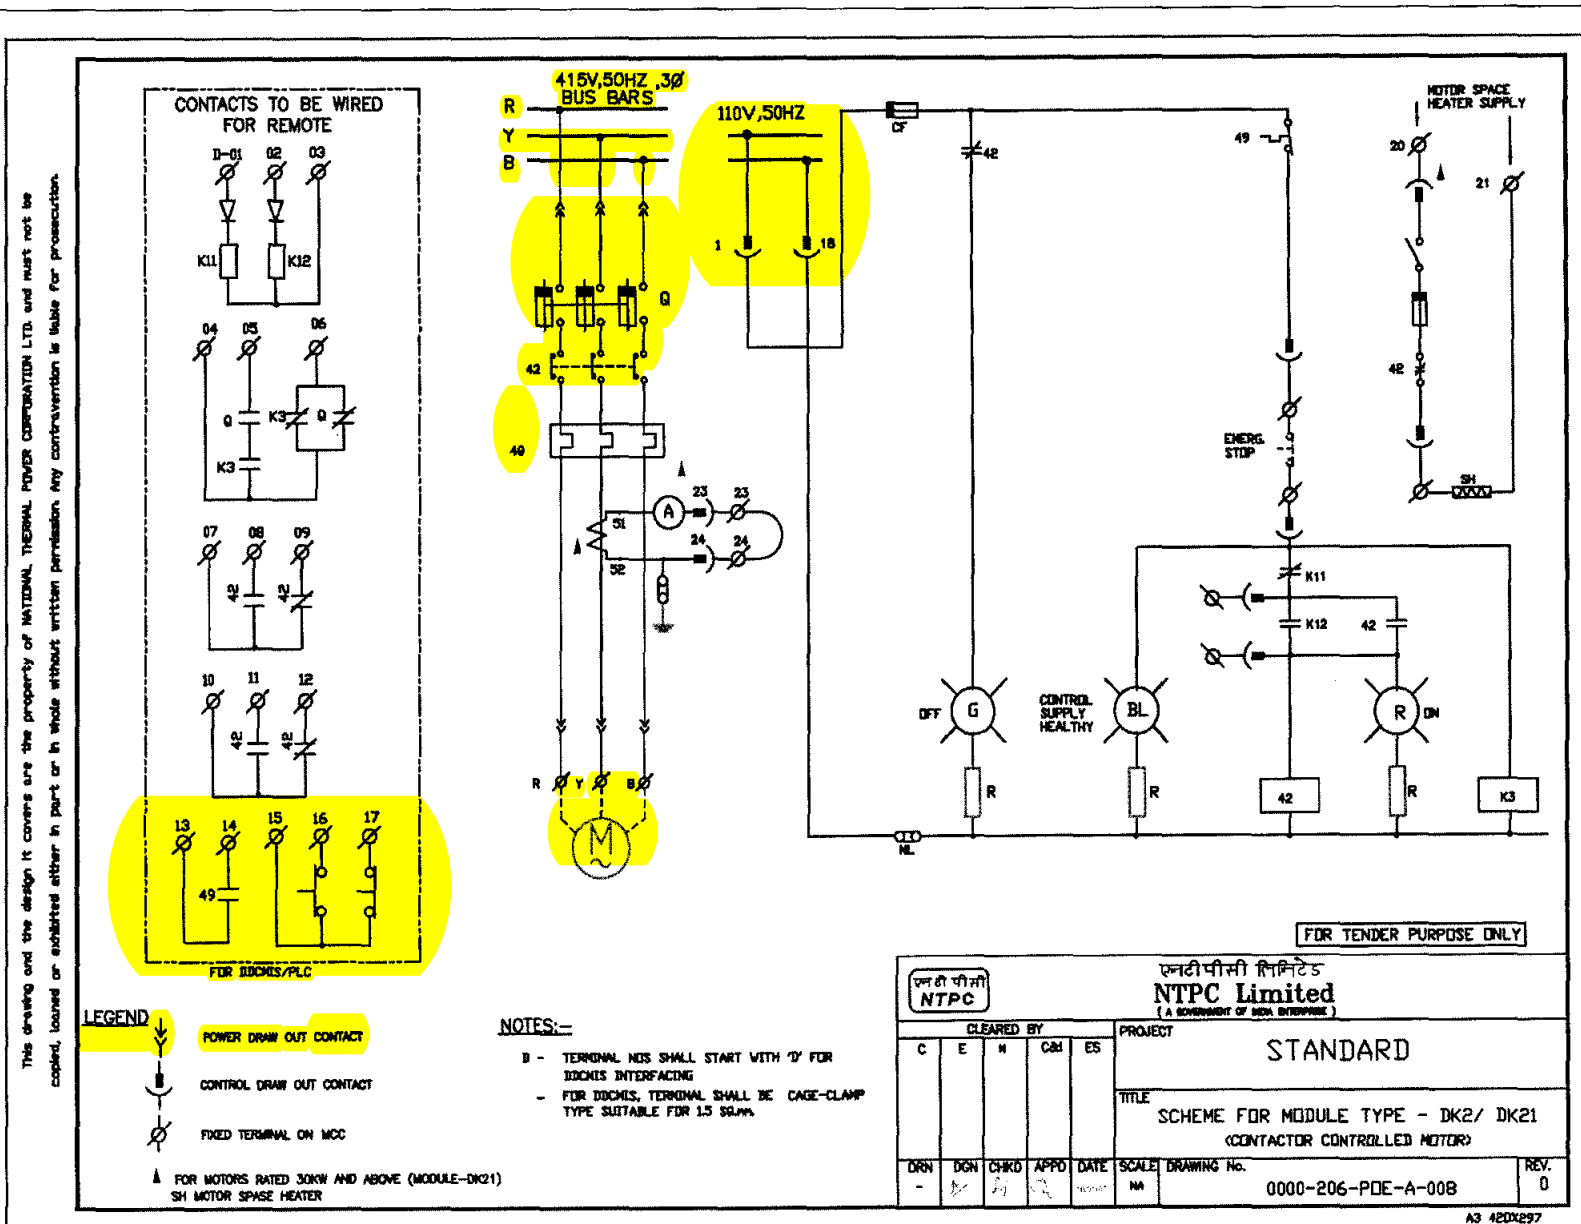 This drawing and the design it covers are the property of NATIONAL THERMAL POWER CORPORATION LTD. and must not be
copied, loaned or exhibited either in part or in whole without written permission. Any contravention is liable for prosecution.
CONTACTS TO BE WIRED
FOR REMOTE
D-01 02 03
K11 K12
04 05 06
Q K3 Q
K3
07 08 09
42 42
10 11 12
42 42
13 14 15 16 17
49
FOR DDCMIS/PLC
415V,50HZ ,3Ø
BUS BARS
R
Y
B
Q
42
49
A
23 23
51
24 24
52
R Y B
M
110V,50HZ
1 18
CF
42
49
EMERG.
STOP
K11
K12 42
OFF G
CONTROL
SUPPLY
HEALTHY
BL
R ON
R R 42 R K3
NL
MOTOR SPACE
HEATER SUPPLY
20
21
42
SH
LEGEND
POWER DRAW OUT CONTACT
CONTROL DRAW OUT CONTACT
FIXED TERMINAL ON MCC
FOR MOTORS RATED 30KW AND ABOVE (MODULE-DK21)
SH MOTOR SPASE HEATER
NOTES:-
D - TERMINAL NOS SHALL START WITH 'D' FOR
DDCMIS INTERFACING
- FOR DDCMIS, TERMINAL SHALL BE CAGE-CLAMP
TYPE SUITABLE FOR 1.5 SQ.mm.
FOR TENDER PURPOSE ONLY
एनटीपीसी
NTPC
एनटीपीसी लिमिटेड
NTPC Limited
( A GOVERNMENT OF INDIA ENTERPRISE )
CLEARED BY
C E M C&I ES
PROJECT
STANDARD
TITLE
SCHEME FOR MODULE TYPE - DK2/ DK21
(CONTACTOR CONTROLLED MOTOR)
DRN DGN CHKD APPD DATE SCALE DRAWING No. REV.
- NA 0000-206-POE-A-008 0
A3 420X297